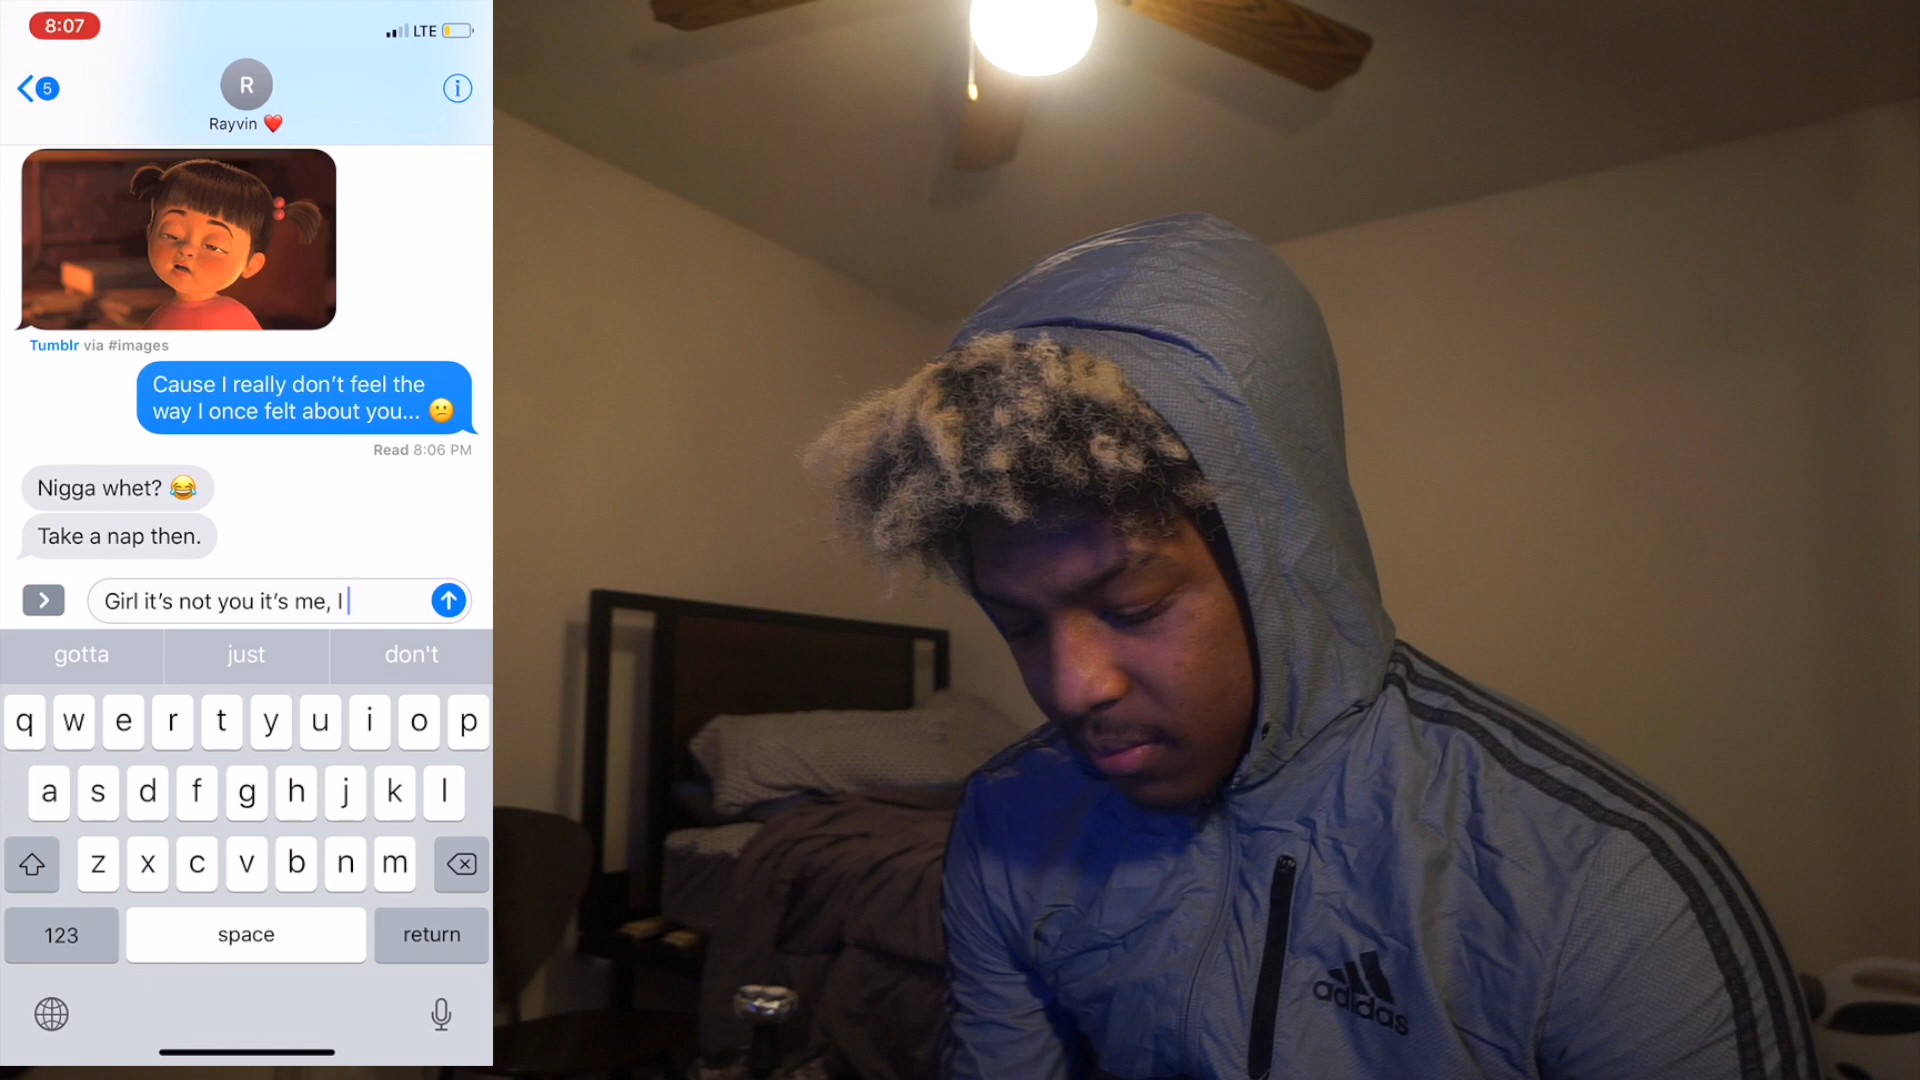 8:07
LTE
5
R
Rayvin ❤️
Tumblr via #images
Cause I really don’t feel the
way I once felt about you... 😕
Read 8:06 PM
Nigga whet? 😂
Take a nap then.
Girl it’s not you it’s me, I
gotta just don't
q w e r t y u i o p
a s d f g h j k l
z x c v b n m
123 space return
adidas